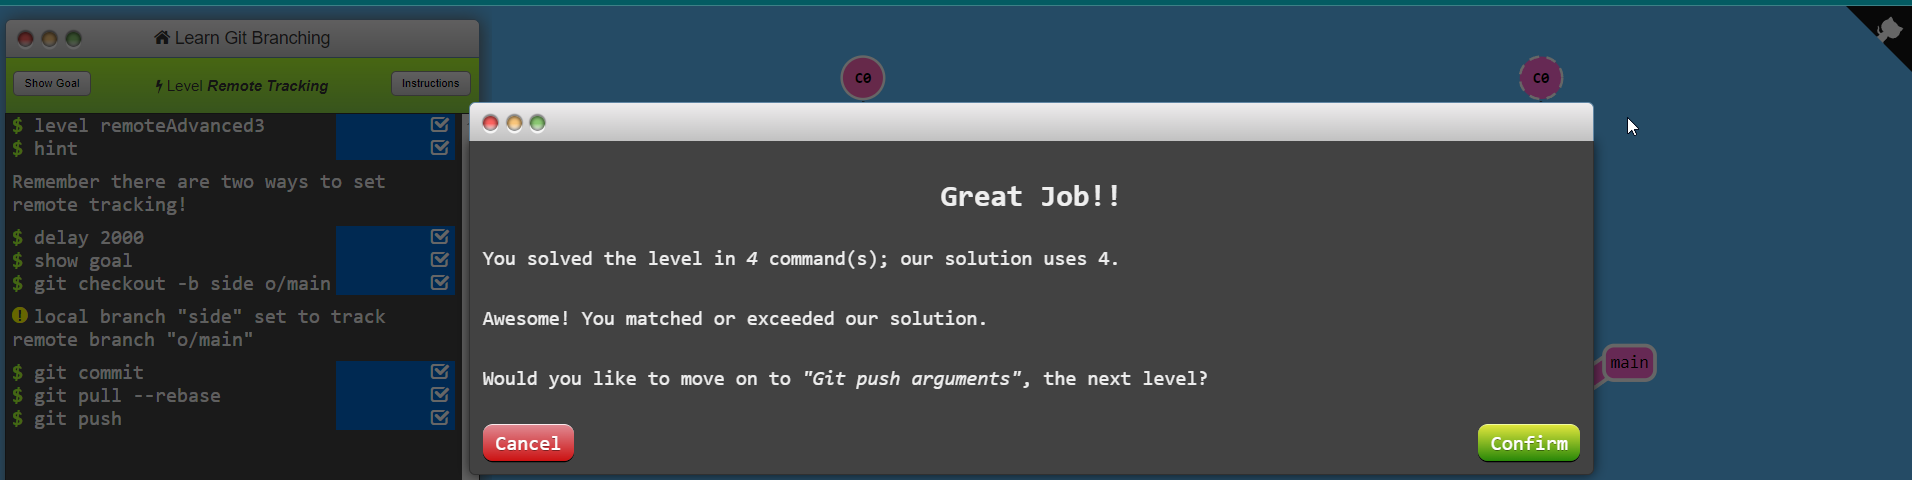 Learn Git Branching
Show Goal
Level Remote Tracking
Instructions
$ level remoteAdvanced3
$ hint
Remember there are two ways to set
remote tracking!
$ delay 2000
$ show goal
$ git checkout -b side o/main
local branch "side" set to track
remote branch "o/main"
$ git commit
$ git pull --rebase
$ git push
C0
C0
Great Job!!
You solved the level in 4 command(s); our solution uses 4.
Awesome! You matched or exceeded our solution.
Would you like to move on to "Git push arguments", the next level?
Cancel
Confirm
main